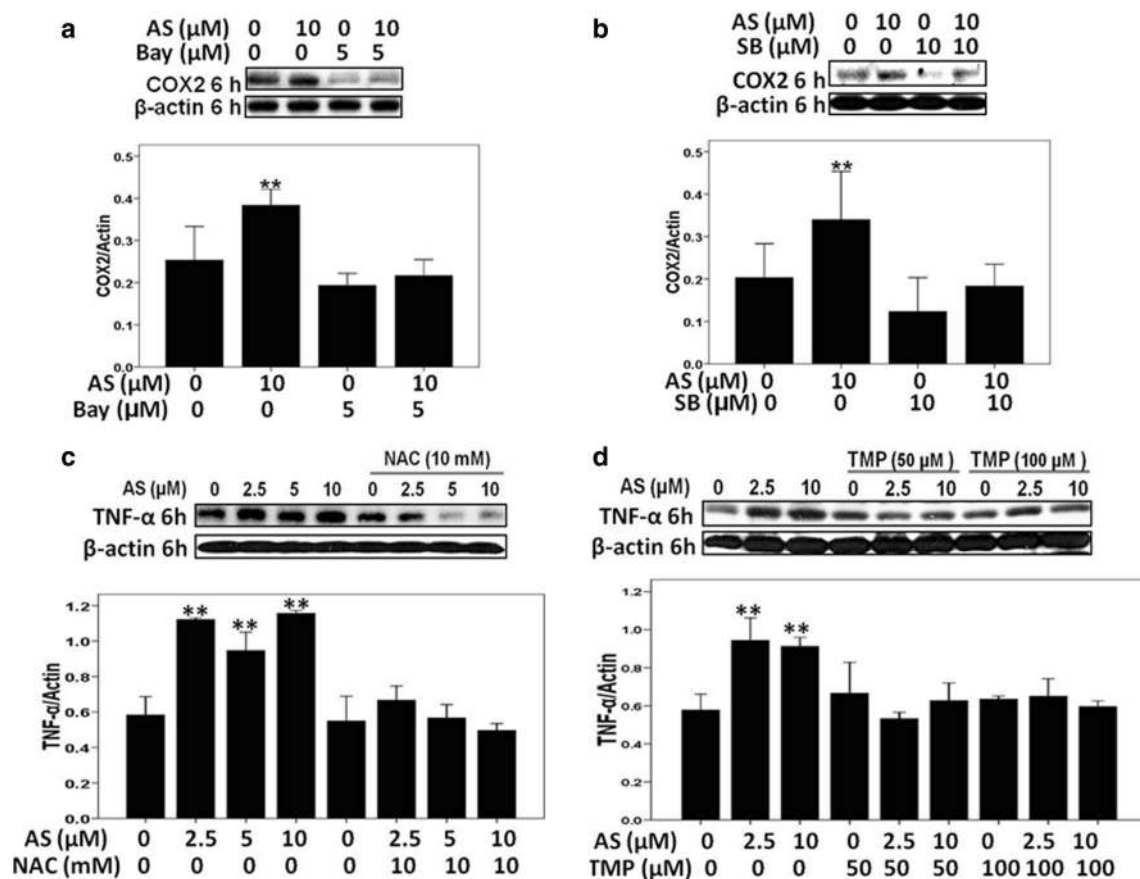 a
AS (μM) 0 10 0 10
Bay (μM) 0 0 5 5
COX2 6 h
β-actin 6 h
COX2/Actin
0.5
0.4
0.3
0.2
0.1
0.0
**
AS (μM) 0 10 0 10
Bay (μM) 0 0 5 5
b
AS (μM) 0 10 0 10
SB (μM) 0 0 10 10
COX2 6 h
β-actin 6 h
COX2/Actin
0.5
0.4
0.3
0.2
0.1
0.0
**
AS (μM) 0 10 0 10
SB (μM) 0 0 10 10
c
NAC (10 mM)
AS (μM) 0 2.5 5 10 0 2.5 5 10
TNF-α 6h
β-actin 6h
TNF-α/Actin
1.2
1.0
0.8
0.6
0.4
0.2
0.0
** ** **
AS (μM) 0 2.5 5 10 0 2.5 5 10
NAC (mM) 0 0 0 0 10 10 10
d
TMP (50 μM ) TMP (100 μM )
AS (μM) 0 2.5 10 0 2.5 10 0 2.5 10
TNF-α 6h
β-actin 6h
TNF-α/Actin
1.2
1.0
0.8
0.6
0.4
0.2
0.0
** **
AS (μM) 0 2.5 10 0 2.5 10 0 2.5 10
TMP (μM) 0 0 50 50 50 100 100 100